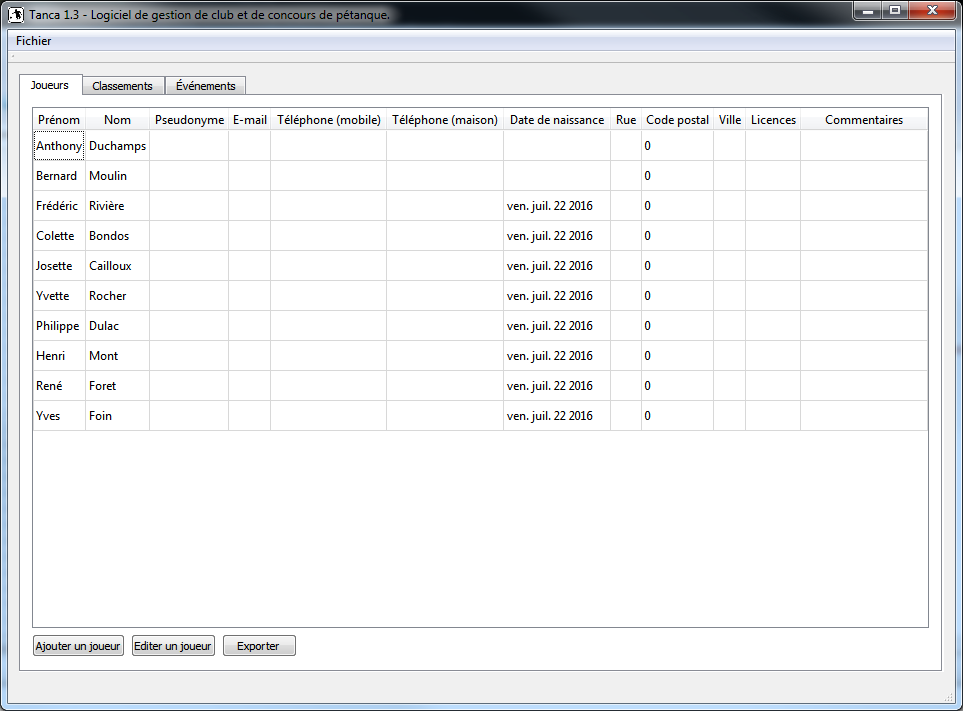 Tanca 1.3 - Logiciel de gestion de club et de concours de pétanque.
Fichier
Joueurs Classements Événements
Prénom Nom Pseudonyme E-mail Téléphone (mobile) Téléphone (maison) Date de naissance Rue Code postal Ville Licences Commentaires
Anthony Duchamps 0
Bernard Moulin 0
Frédéric Rivière ven. juil. 22 2016 0
Colette Bondos ven. juil. 22 2016 0
Josette Cailloux ven. juil. 22 2016 0
Yvette Rocher ven. juil. 22 2016 0
Philippe Dulac ven. juil. 22 2016 0
Henri Mont ven. juil. 22 2016 0
René Foret ven. juil. 22 2016 0
Yves Foin ven. juil. 22 2016 0
Ajouter un joueur Editer un joueur Exporter